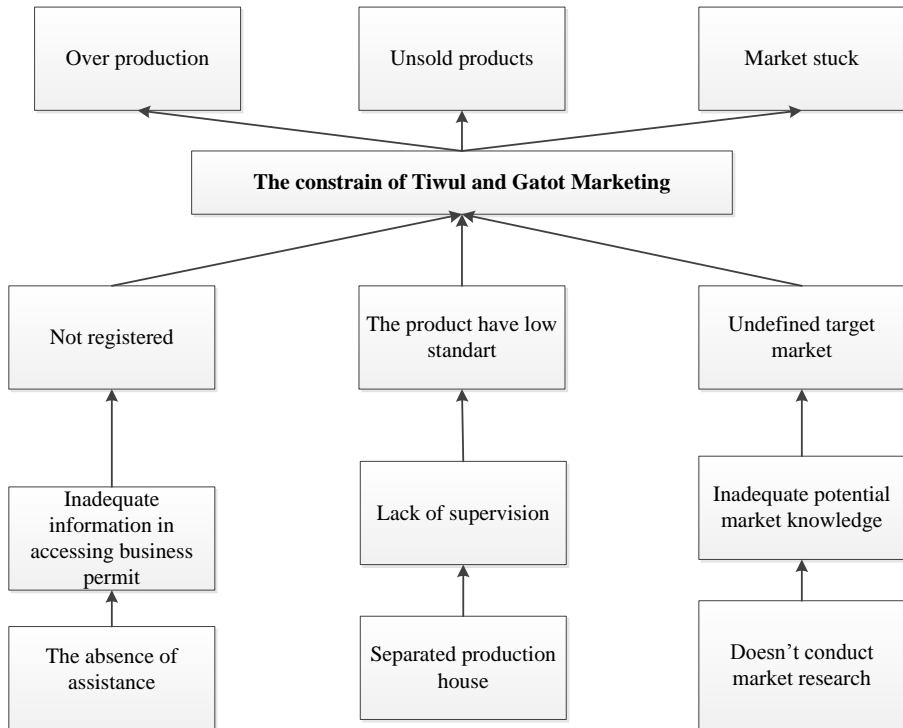 Over production
Unsold products
Market stuck
The constrain of Tiwul and Gatot Marketing
Not registered
The product have low
standart
Undefined target
market
Inadequate
information in
accessing business
permit
Lack of supervision
Inadequate potential
market knowledge
The absence of
assistance
Separated production
house
Doesn’t conduct
market research